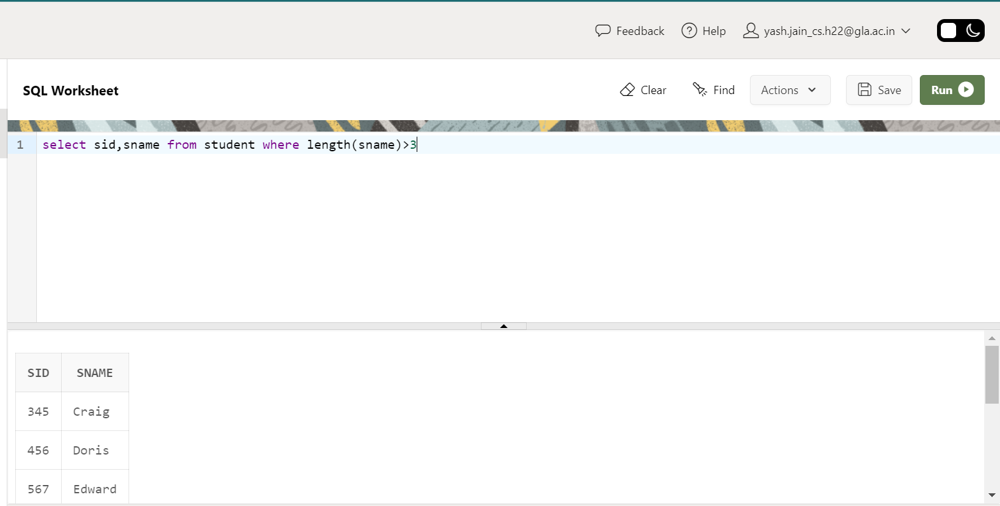 Feedback Help yash.jain_cs.h22@gla.ac.in
SQL Worksheet Clear Find Actions Save Run
1 select sid,sname from student where length(sname)>3
SID SNAME
345 Craig
456 Doris
567 Edward